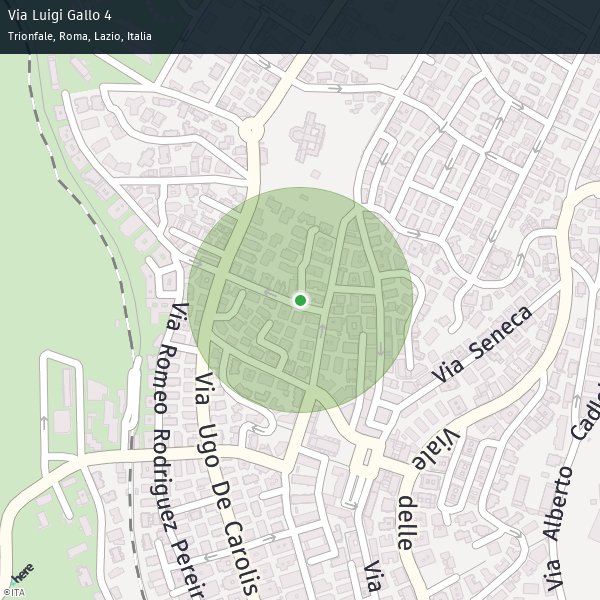 Via Luigi Gallo 4
Trionfale, Roma, Lazio, Italia
Via Seneca
Via Romeo Rodriguez Pereir
Via Ugo De Carolis
Viale
delle
Via Alberto Cadlo
Via
here
©ITA